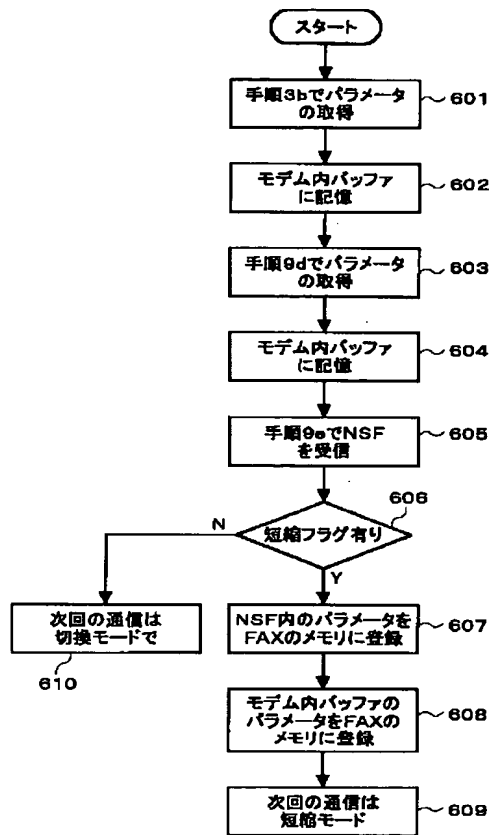 スタート
手順3bでパラメータ
の取得
601
モデム内バッファ
に記憶
602
手順9dでパラメータ
の取得
603
モデム内バッファ
に記憶
604
手順9eでNSF
を受信
605
606
短縮フラグ有り
N
Y
次回の通信は
切換モードで
610
NSF内のパラメータを
FAXのメモリに登録
607
モデム内バッファの
パラメータをFAXの
メモリに登録
608
次回の通信は
短縮モード
609